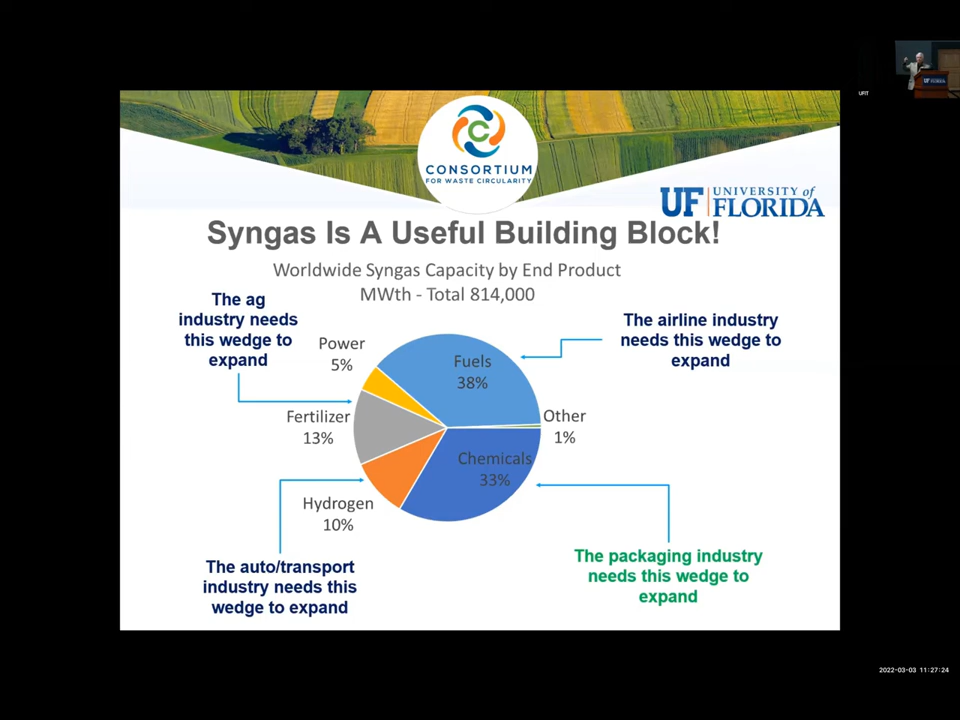 CONSORTIUM
FOR WASTE CIRCULARITY
UF UNIVERSITY of
FLORIDA
UFIT
Syngas Is A Useful Building Block!
Worldwide Syngas Capacity by End Product
MWth - Total 814,000
The ag
industry needs
this wedge to
expand
The airline industry
needs this wedge to
expand
Power
5%
Fuels
38%
Other
1%
Fertilizer
13%
Chemicals
33%
Hydrogen
10%
The auto/transport
industry needs this
wedge to expand
The packaging industry
needs this wedge to
expand
2022-03-03 11:27:24